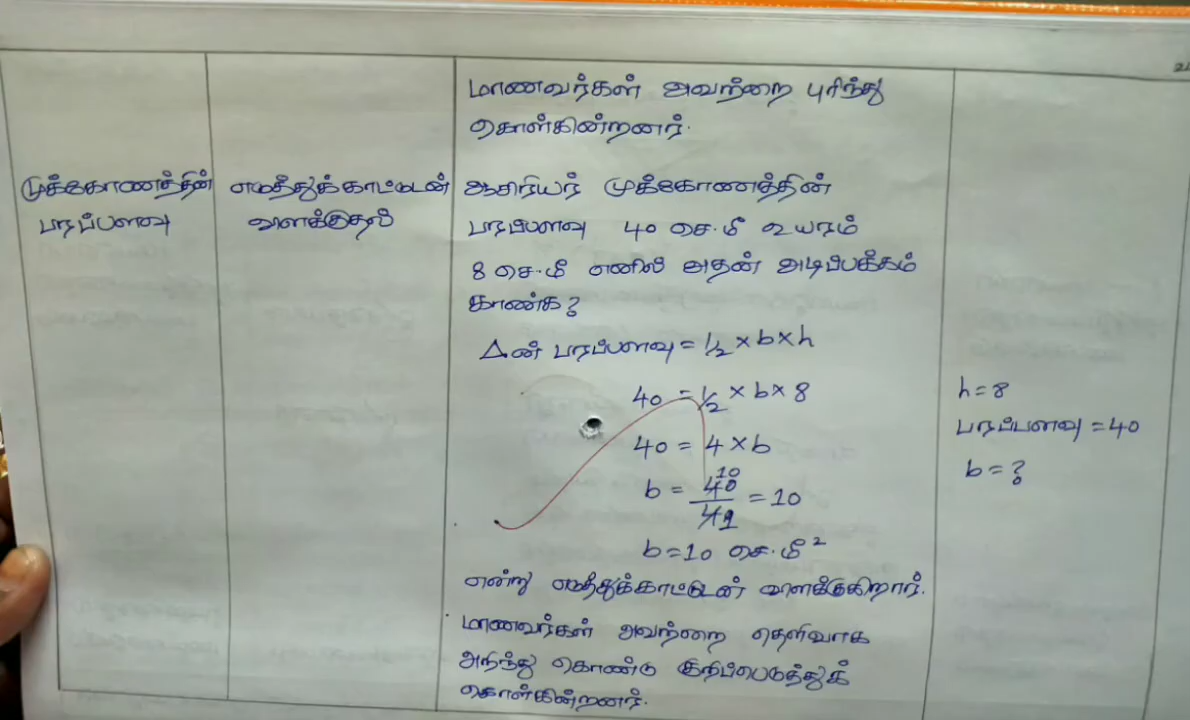 மாணவர்கள் அவற்றை புரிந்து
கொள்கின்றனர்.
முக்கோணத்தின்
பரப்பளவு
எடுத்துக்காட்டுடன்
விளக்குதல்
ஆசிரியர் முக்கோணத்தின்
பரப்பளவு 40 செ.மீ உயரம்
8 செ.மீ எனில் அதன் அடிப்பக்கம்
காண்க?
Δன் பரப்பளவு = 1/2 × b × h
40 = 1/2 × b × 8
40 = 4 × b
10
b = 40/4 1 = 10
b = 10 செ.மீ²
என்று எடுத்துக்காட்டுடன் விளக்குகிறார்.
மாணவர்கள் அவற்றை தெளிவாக
அறிந்து கொண்டு குறிப்பெடுத்துக்
கொள்கின்றனர்.
h = 8
பரப்பளவு = 40
b = ?